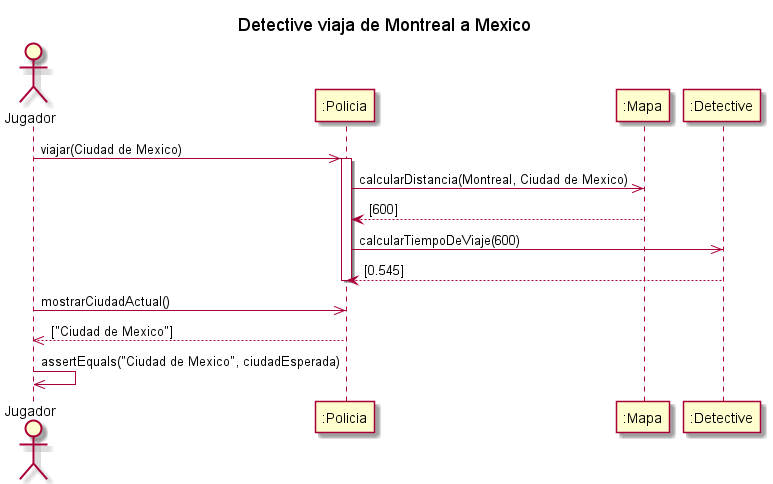 Detective viaja de Montreal a Mexico
Jugador
:Policia
:Mapa
:Detective
viajar(Ciudad de Mexico)
calcularDistancia(Montreal, Ciudad de Mexico)
[600]
calcularTiempoDeViaje(600)
[0.545]
mostrarCiudadActual()
["Ciudad de Mexico"]
assertEquals("Ciudad de Mexico", ciudadEsperada)
Jugador
:Policia
:Mapa
:Detective